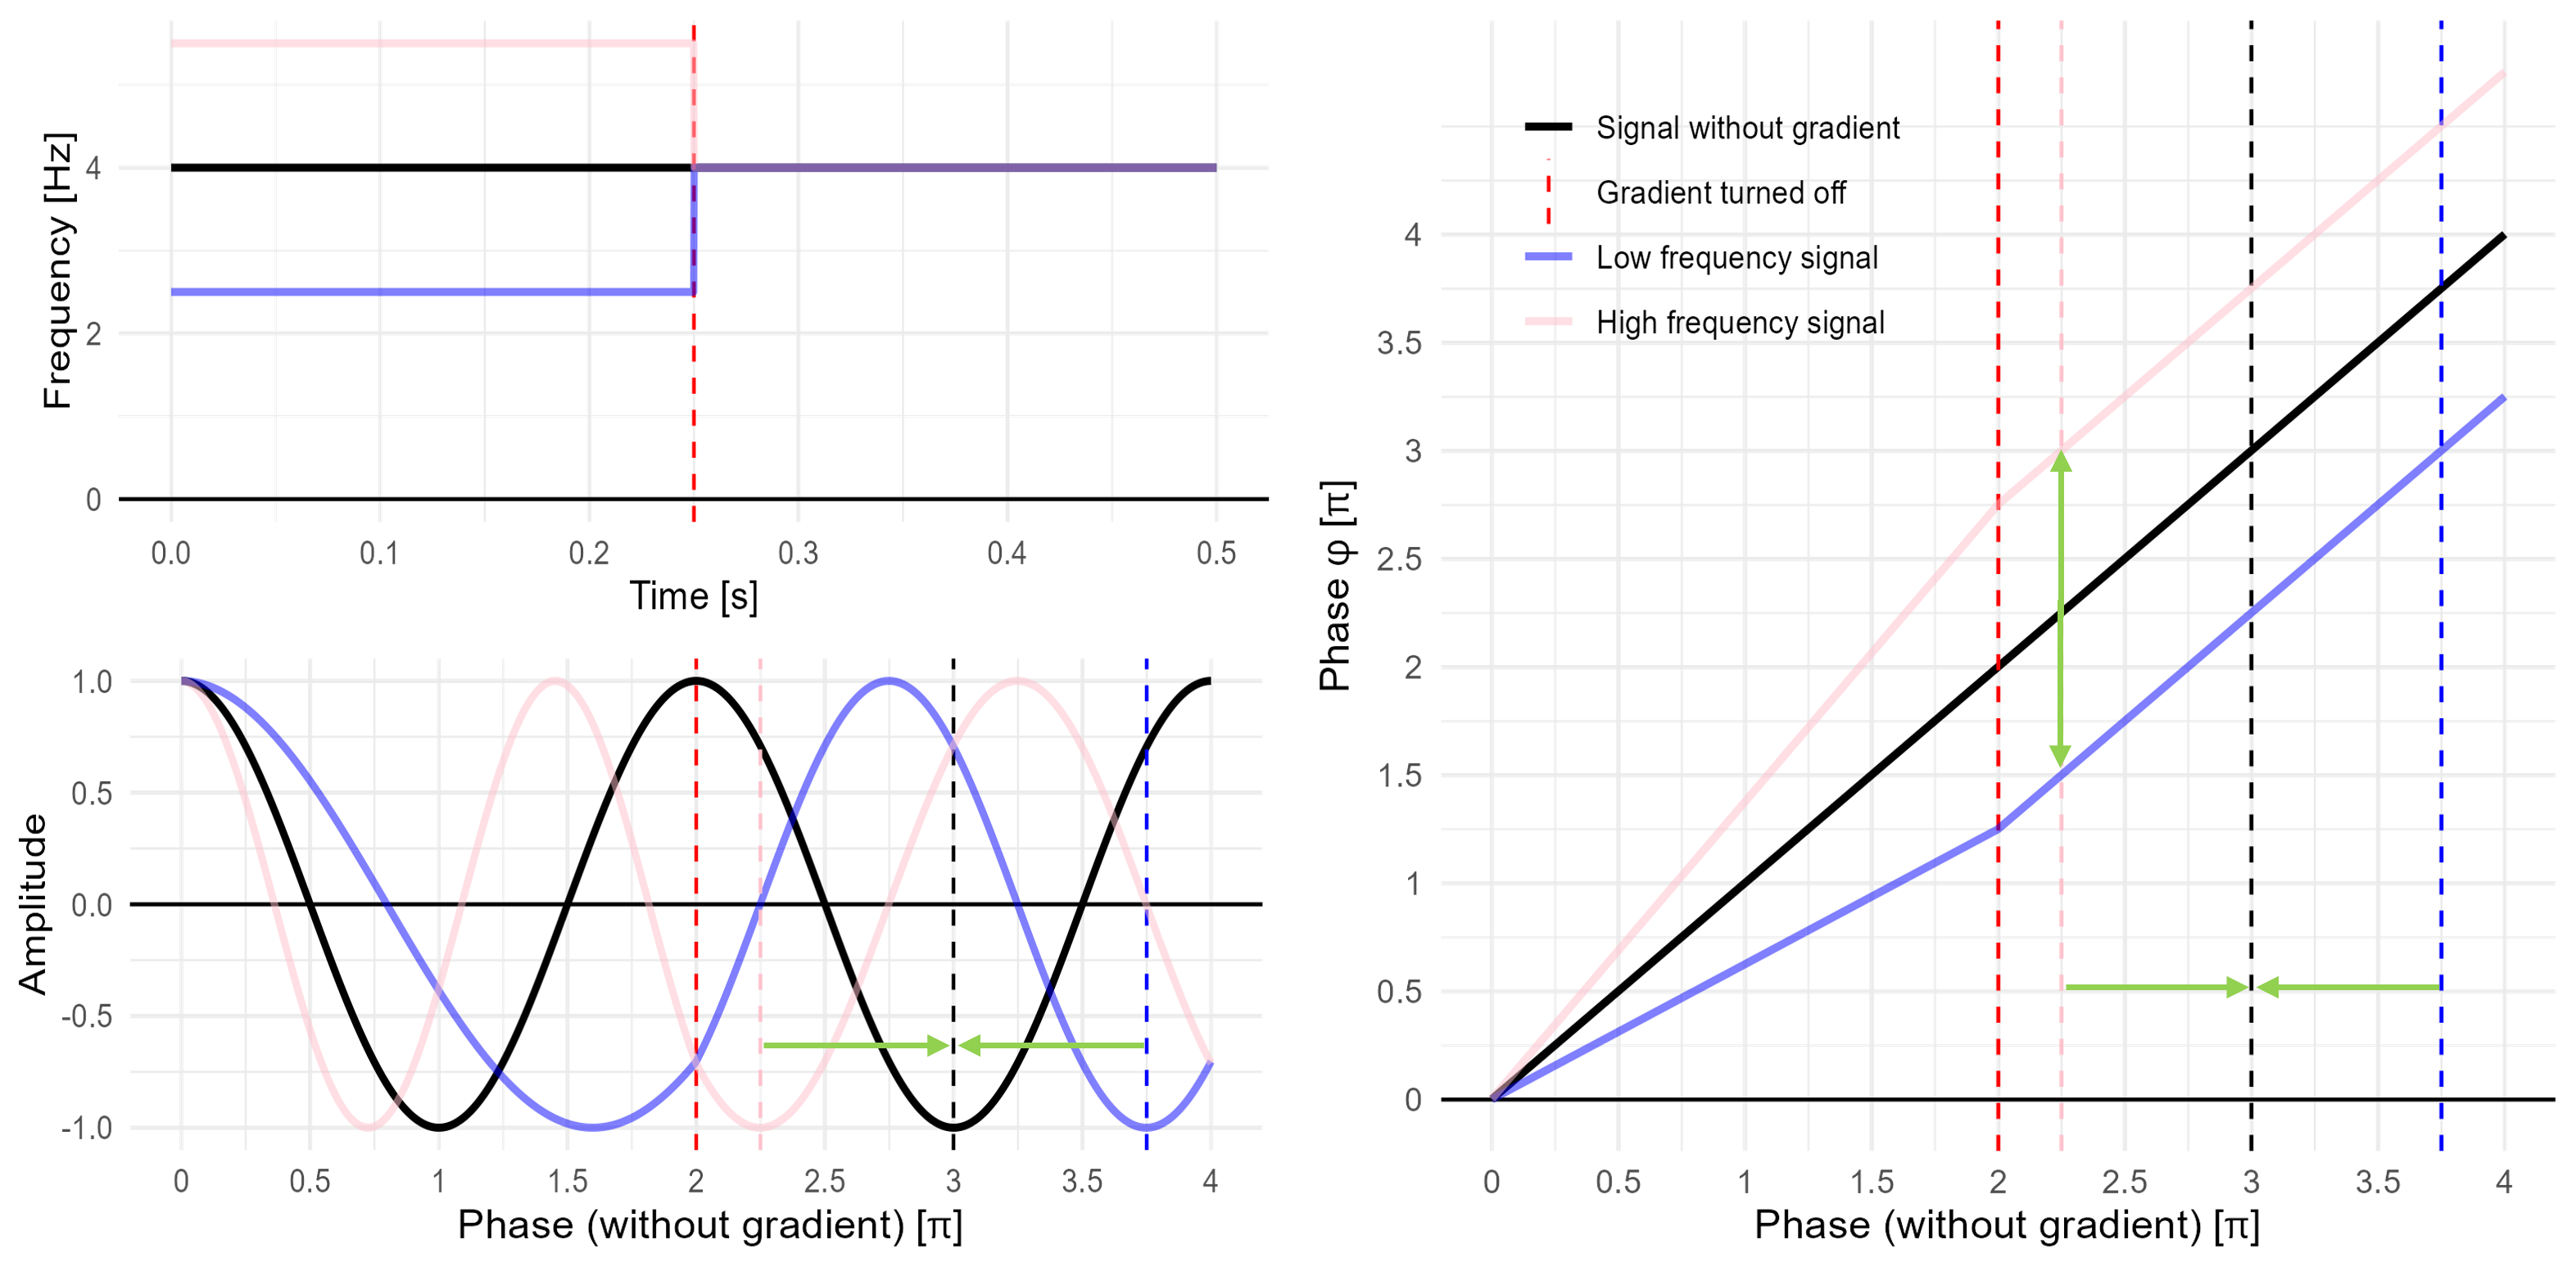 Frequency [Hz]
4
2
0
0.0 0.1 0.2 0.3 0.4 0.5
Time [s]
Amplitude
1.0
0.5
0.0
-0.5
-1.0
0 0.5 1 1.5 2 2.5 3 3.5 4
Phase (without gradient) [π]
Phase φ [π]
4
3.5
3
2.5
2
1.5
1
0.5
0
Signal without gradient
Gradient turned off
Low frequency signal
High frequency signal
0 0.5 1 1.5 2 2.5 3 3.5 4
Phase (without gradient) [π]